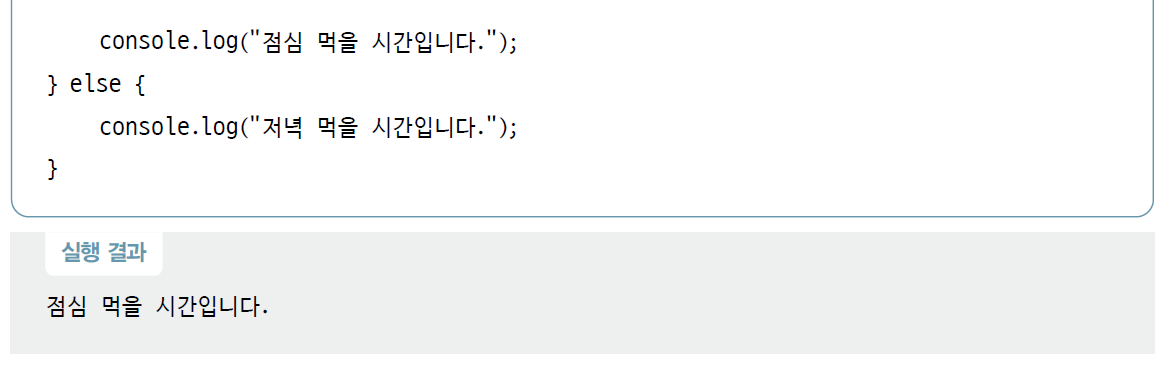 console.log("점심 먹을 시간입니다.");
} else {
console.log("저녁 먹을 시간입니다.");
}
실행 결과
점심 먹을 시간입니다.